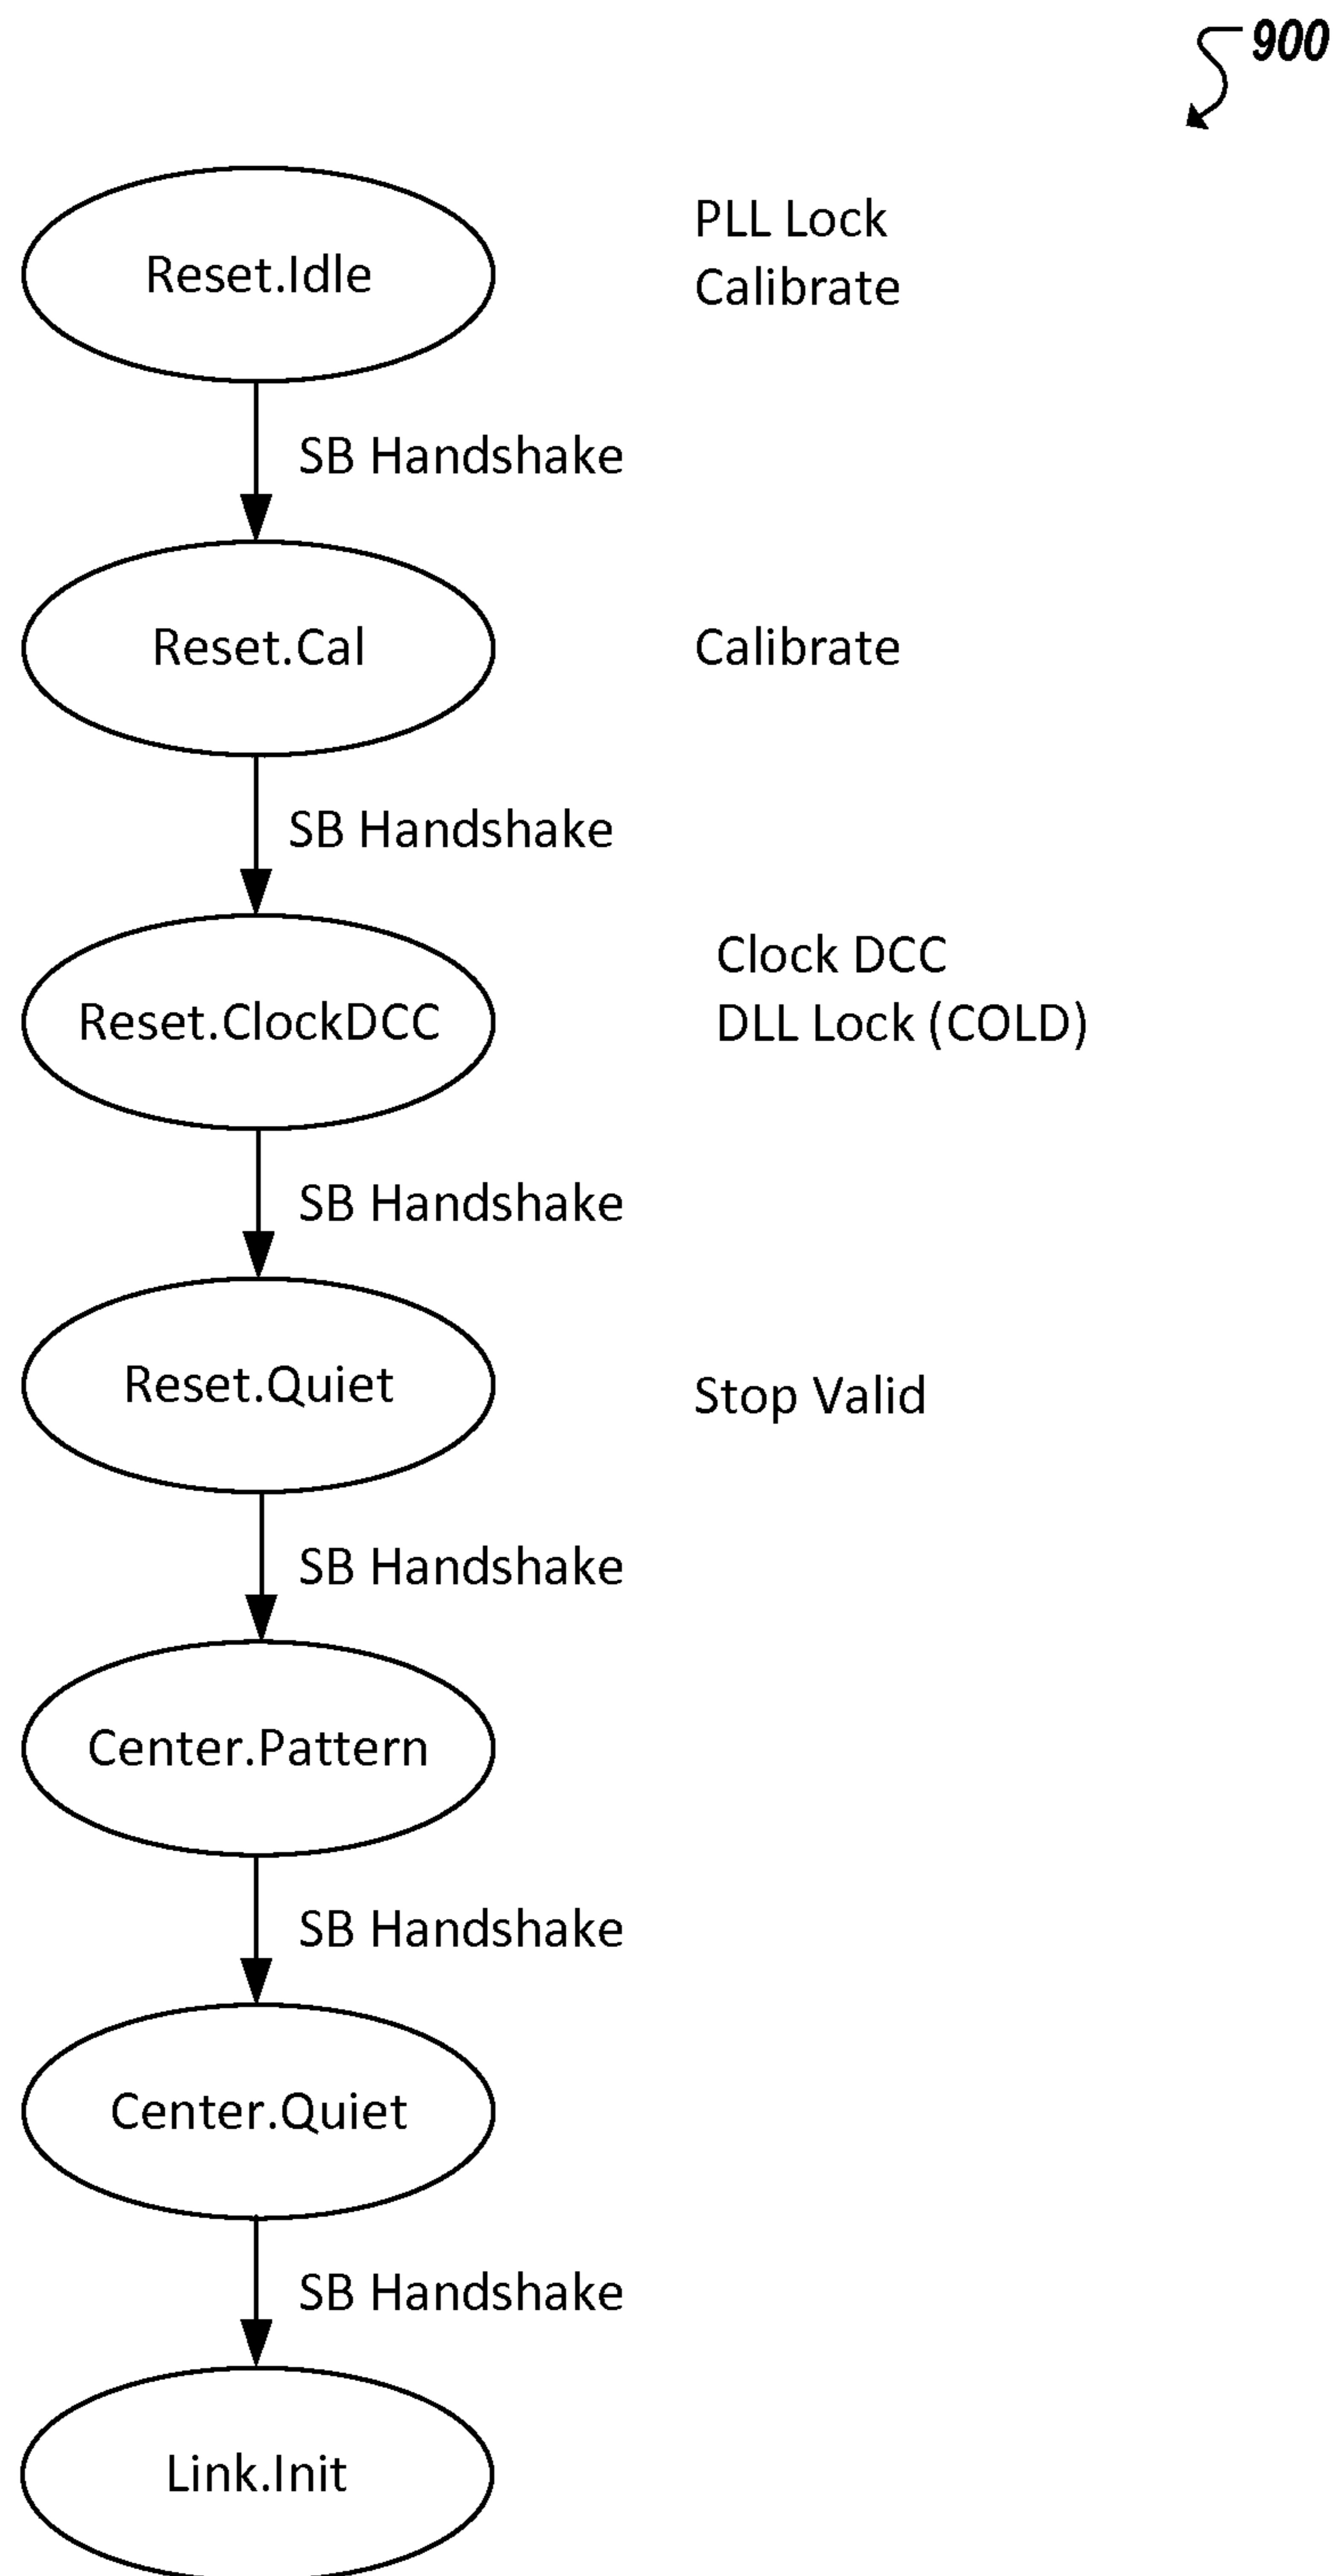 900
Reset.Idle
PLL Lock
Calibrate
SB Handshake
Reset.Cal
Calibrate
SB Handshake
Reset.ClockDCC
Clock DCC
DLL Lock (COLD)
SB Handshake
Reset.Quiet
Stop Valid
SB Handshake
Center.Pattern
SB Handshake
Center.Quiet
SB Handshake
Link.Init